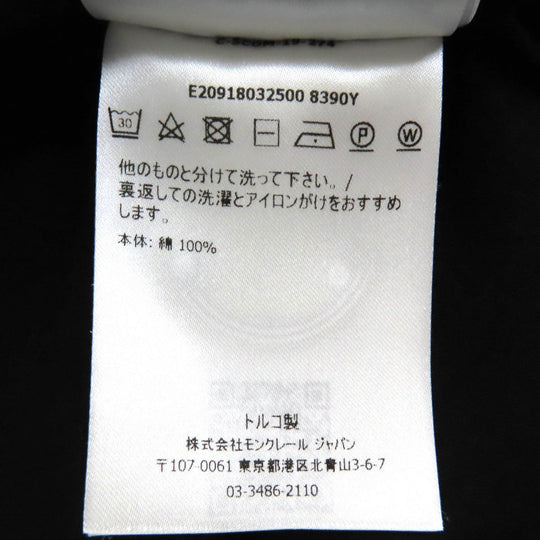 E20918032500 8390Y
30
P
W
他のものと分けて洗って下さい。/
裏返しての洗濯とアイロンがけをおすすめ
します。
本体: 綿 100%
トルコ製
株式会社モンクレール ジャパン
〒107-0061 東京都港区北青山3-6-7
03-3486-2110